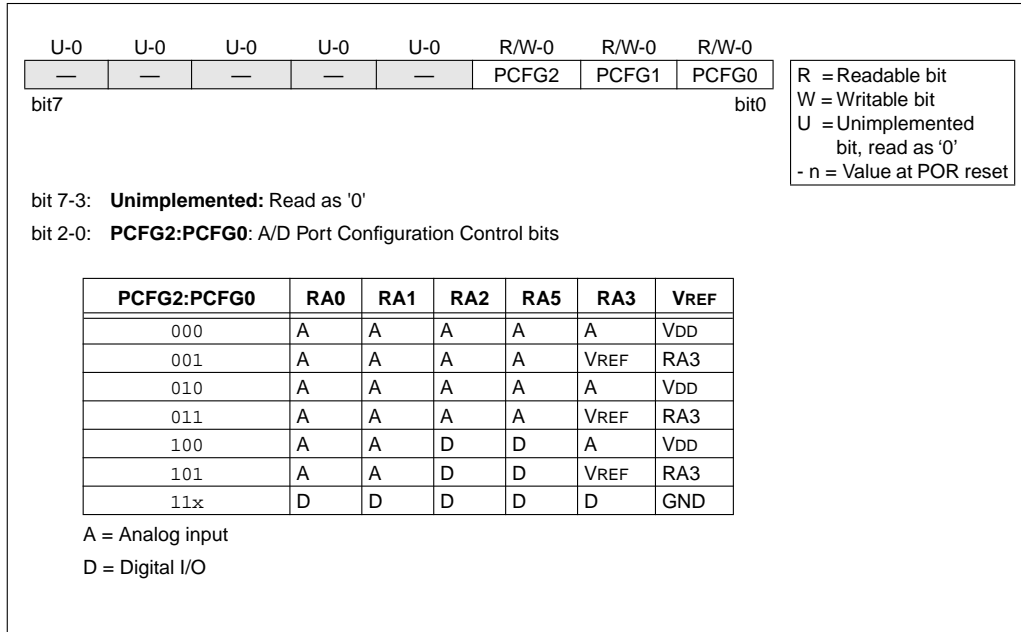 U-0 U-0 U-0 U-0 U-0 R/W-0 R/W-0 R/W-0
— — — — — PCFG2 PCFG1 PCFG0
bit7 bit0
R = Readable bit
W = Writable bit
U = Unimplemented
bit, read as ‘0’
- n = Value at POR reset
bit 7-3: Unimplemented: Read as '0'
bit 2-0: PCFG2:PCFG0: A/D Port Configuration Control bits
PCFG2:PCFG0 RA0 RA1 RA2 RA5 RA3 VREF
000 A A A A A VDD
001 A A A A VREF RA3
010 A A A A A VDD
011 A A A A VREF RA3
100 A A D D A VDD
101 A A D D VREF RA3
11x D D D D D GND
A = Analog input
D = Digital I/O